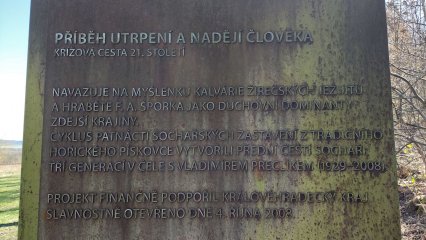 PŘÍBĚH UTRPENÍ A NADĚJÍ ČLOVĚKA
KŘÍŽOVÁ CESTA 21. STOLETÍ
NAVAZUJE NA MYŠLENKU KALVÁRIE ŽIREČSKÝCH JEZUITŮ
A HRABĚTE F. A. ŠPORKA JAKO DUCHOVNÍ DOMINANTY
ZDEJŠÍ KRAJINY.
CYKLUS PATNÁCTI SOCHAŘSKÝCH ZASTAVENÍ Z TRADIČNÍHO
HOŘICKÉHO PÍSKOVCE VYTVOŘILI PŘEDNÍ ČEŠTÍ SOCHAŘI
TŘÍ GENERACÍ V ČELE S VLADIMÍREM PRECLÍKEM (1929-2008).
PROJEKT FINANČNĚ PODPOŘIL KRÁLOVÉHRADECKÝ KRAJ
SLAVNOSTNĚ OTEVŘENO DNE 4. ŘÍJNA 2008